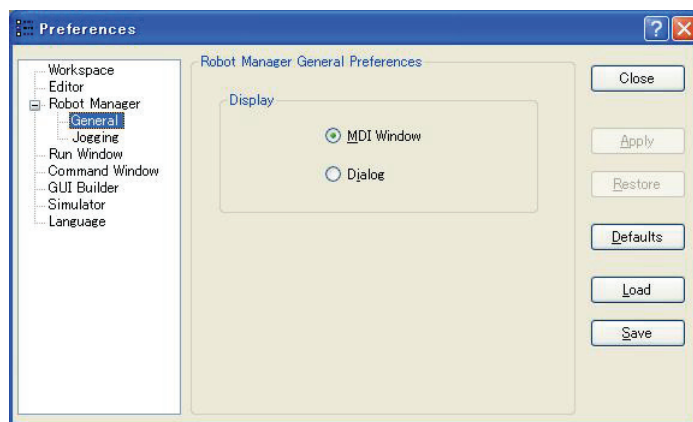 Preferences
Workspace
Editor
Robot Manager
General
Jogging
Run Window
Command Window
GUI Builder
Simulator
Language
Robot Manager General Preferences
Display
MDI Window
Dialog
Close
Apply
Restore
Defaults
Load
Save